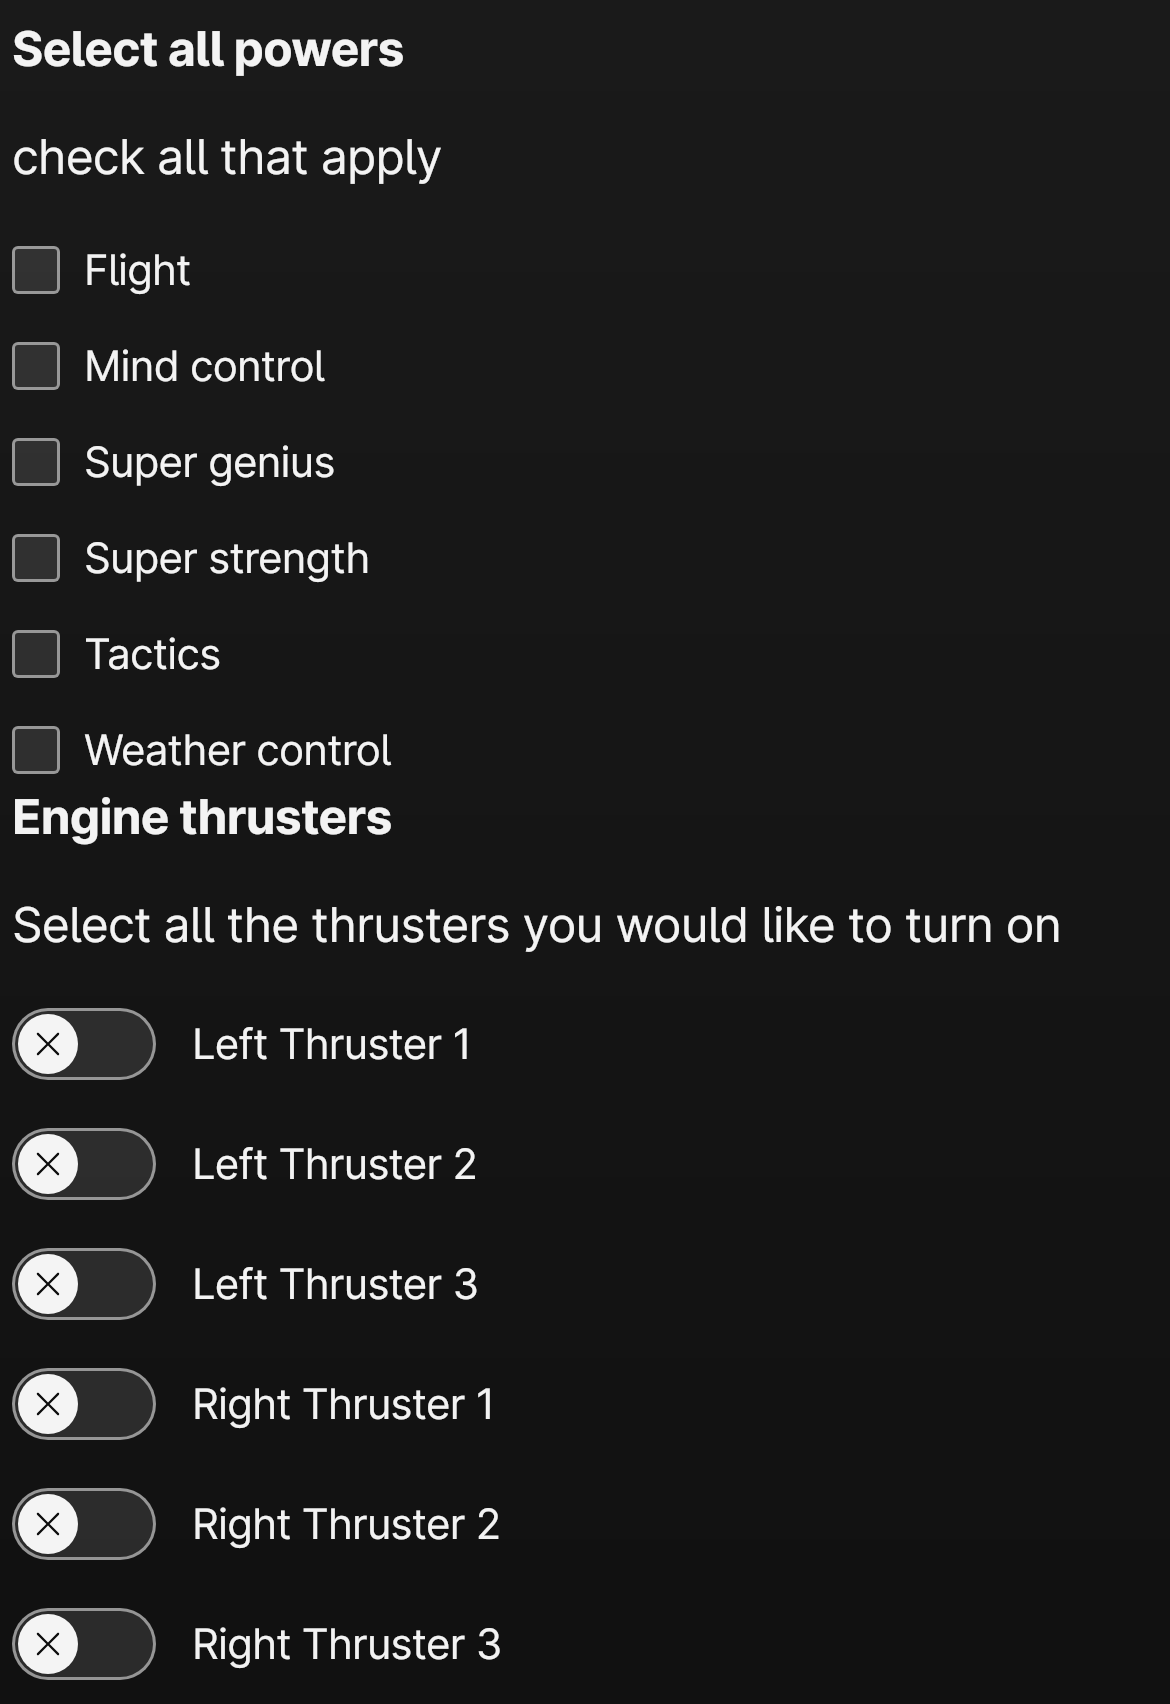 Select all powers
check all that apply
Flight
Mind control
Super genius
Super strength
Tactics
Weather control
Engine thrusters
Select all the thrusters you would like to turn on
Left Thruster 1
Left Thruster 2
Left Thruster 3
Right Thruster 1
Right Thruster 2
Right Thruster 3